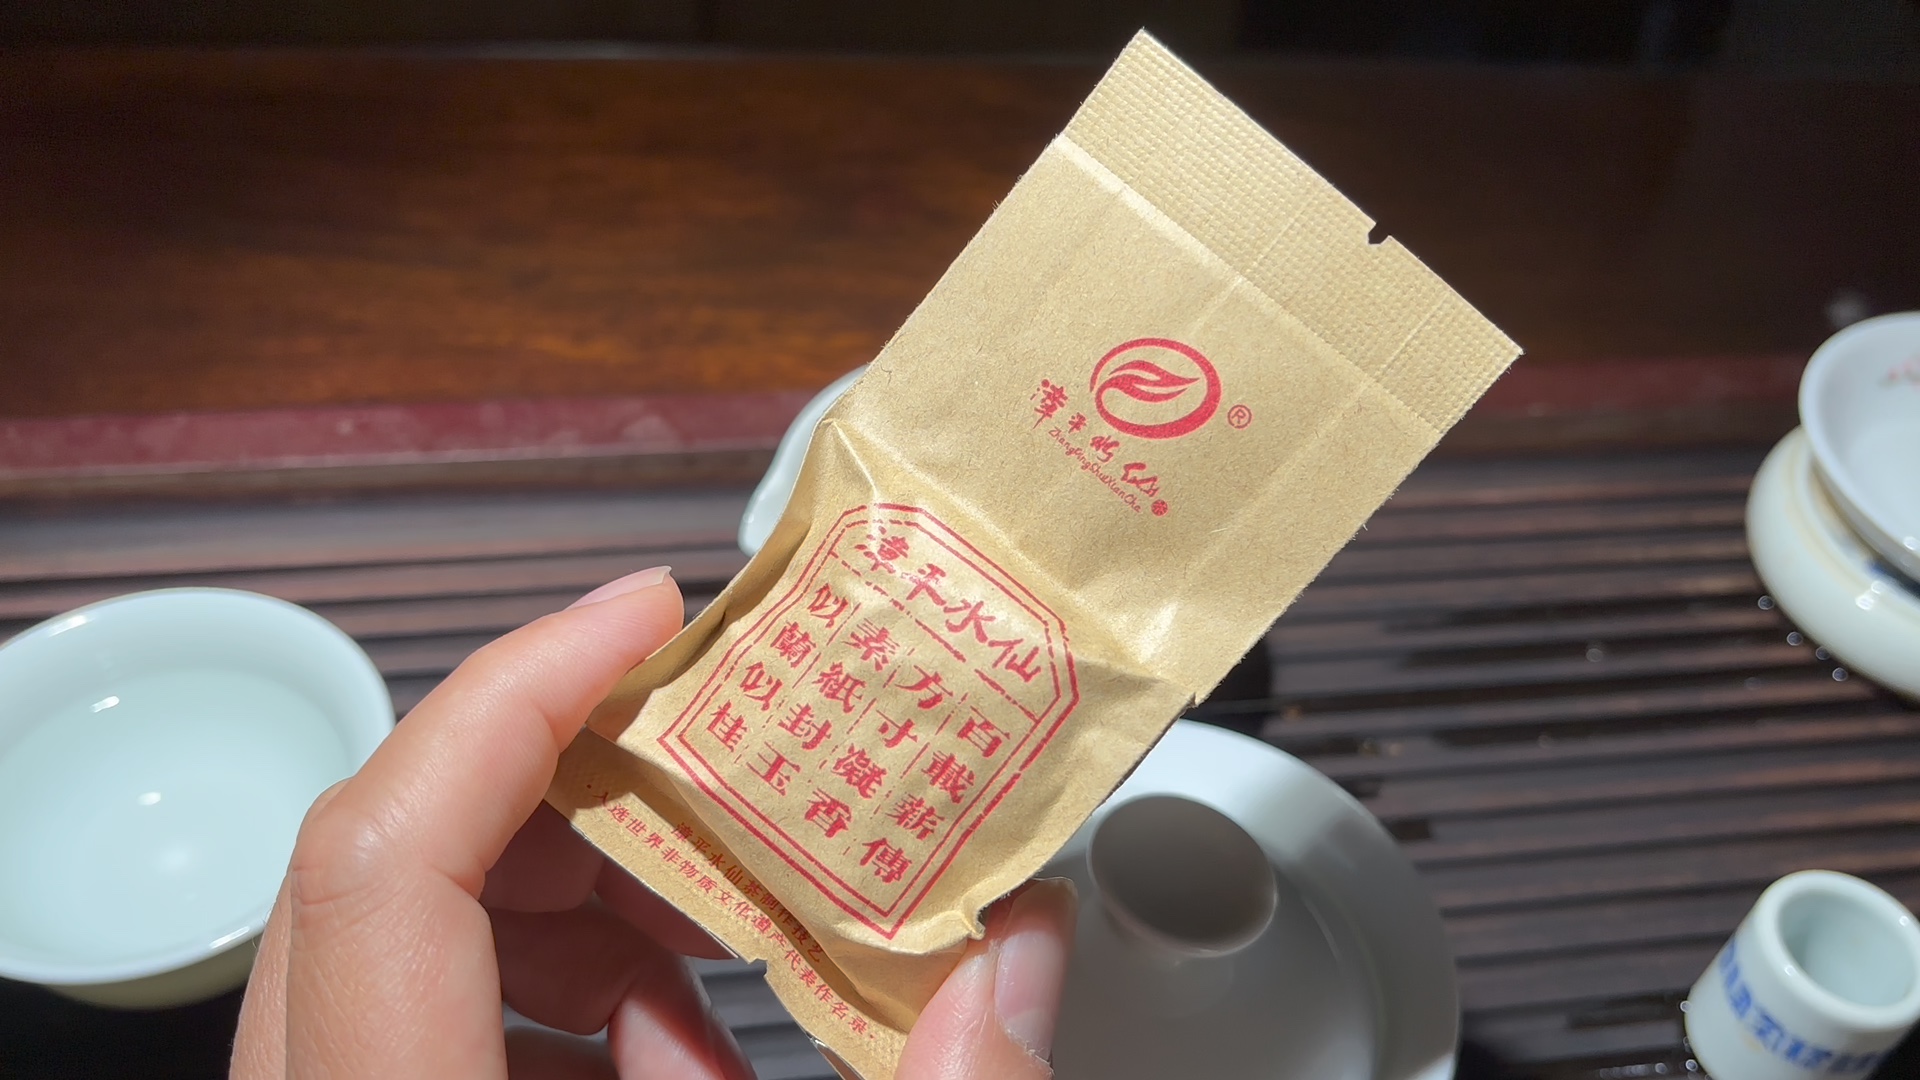 漳平水仙
ZhangPingShuiXianCha
®
漳平水仙
百載薪傳
方寸凝香
素紙封玉
似蘭似桂
漳平水仙茶制作技艺
·入选世界非物质文化遗产代表作名录·